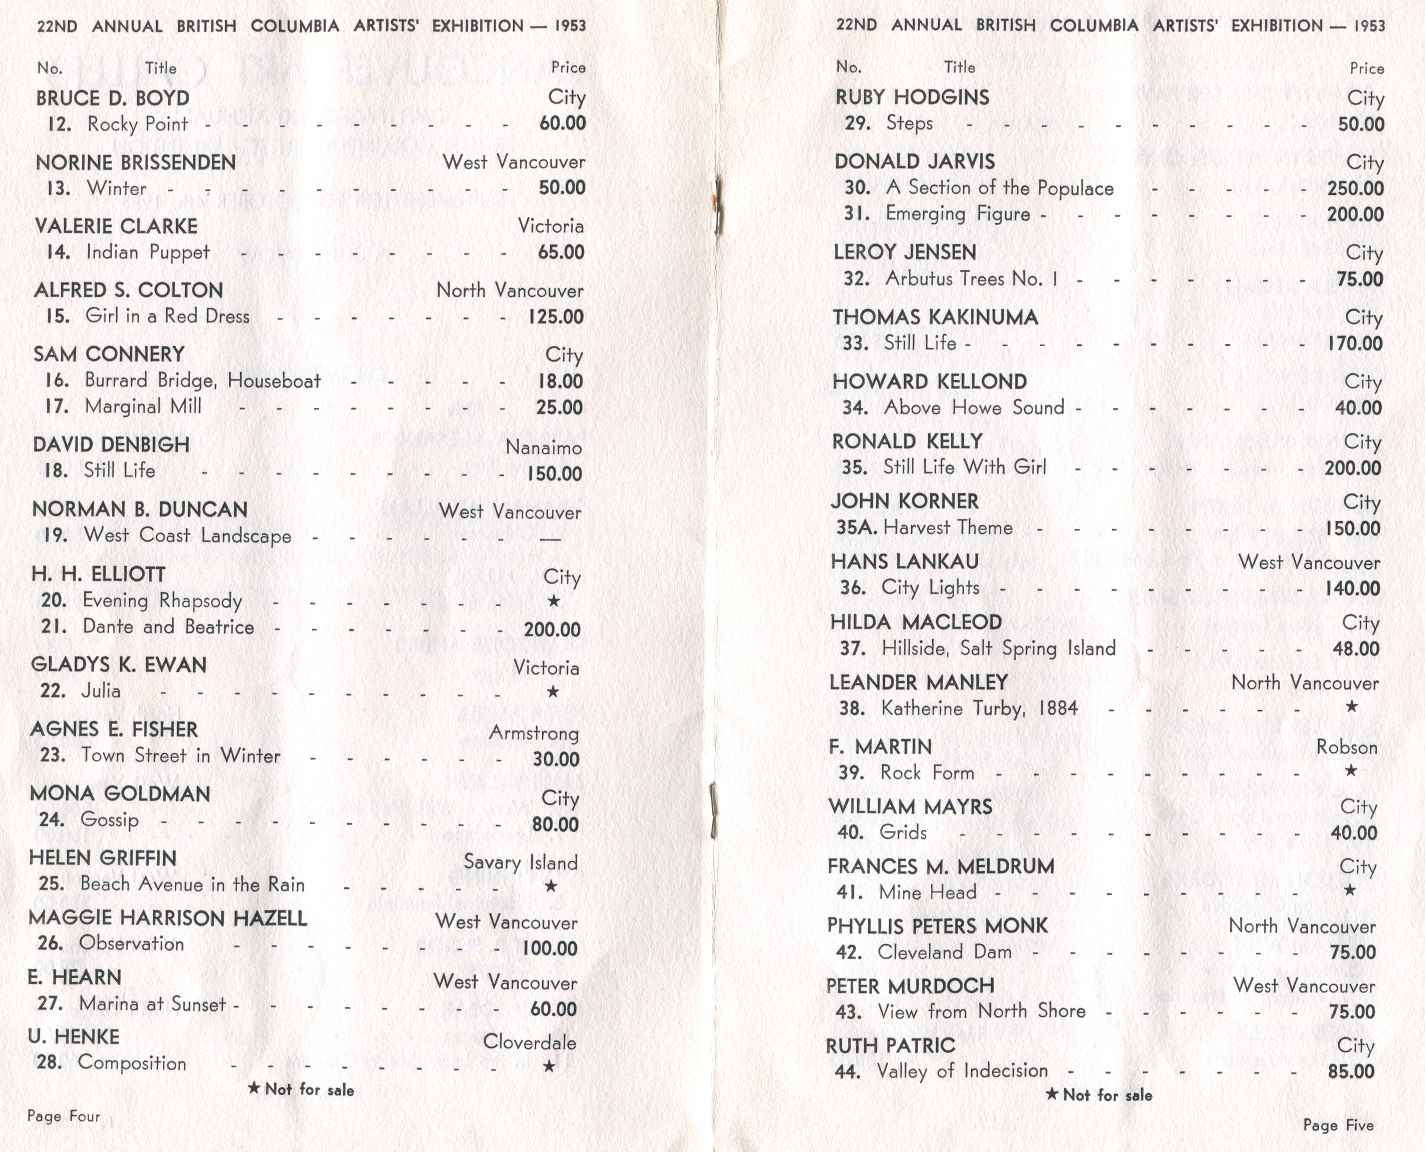 22ND ANNUAL BRITISH COLUMBIA ARTISTS' EXHIBITION — 1953
No. Title Price
BRUCE D. BOYD City
12. Rocky Point - - - - - - - - - 60.00
NORINE BRISSENDEN West Vancouver
13. Winter - - - - - - - - - - 50.00
VALERIE CLARKE Victoria
14. Indian Puppet - - - - - - - - 65.00
ALFRED S. COLTON North Vancouver
15. Girl in a Red Dress - - - - - - - 125.00
SAM CONNERY City
16. Burrard Bridge, Houseboat - - - - - 18.00
17. Marginal Mill - - - - - - - - 25.00
DAVID DENBIGH Nanaimo
18. Still Life - - - - - - - - - 150.00
NORMAN B. DUNCAN West Vancouver
19. West Coast Landscape - - - - - - —
H. H. ELLIOTT City
20. Evening Rhapsody - - - - - - - ★
21. Dante and Beatrice - - - - - - - 200.00
GLADYS K. EWAN Victoria
22. Julia - - - - - - - - - - ★
AGNES E. FISHER Armstrong
23. Town Street in Winter - - - - - - 30.00
MONA GOLDMAN City
24. Gossip - - - - - - - - - - 80.00
HELEN GRIFFIN Savary Island
25. Beach Avenue in the Rain - - - - - ★
MAGGIE HARRISON HAZELL West Vancouver
26. Observation - - - - - - - - 100.00
E. HEARN West Vancouver
27. Marina at Sunset - - - - - - - - 60.00
U. HENKE Cloverdale
28. Composition - - - - - - - - ★
★ Not for sale
Page Four
22ND ANNUAL BRITISH COLUMBIA ARTISTS' EXHIBITION — 1953
No. Title Price
RUBY HODGINS City
29. Steps - - - - - - - - - - 50.00
DONALD JARVIS City
30. A Section of the Populace - - - - - 250.00
31. Emerging Figure - - - - - - - - 200.00
LEROY JENSEN City
32. Arbutus Trees No. 1 - - - - - - - 75.00
THOMAS KAKINUMA City
33. Still Life - - - - - - - - - - 170.00
HOWARD KELLOND City
34. Above Howe Sound - - - - - - - 40.00
RONALD KELLY City
35. Still Life With Girl - - - - - - - 200.00
JOHN KORNER City
35A. Harvest Theme - - - - - - - - 150.00
HANS LANKAU West Vancouver
36. City Lights - - - - - - - - - 140.00
HILDA MACLEOD City
37. Hillside, Salt Spring Island - - - - - 48.00
LEANDER MANLEY North Vancouver
38. Katherine Turby, 1884 - - - - - - ★
F. MARTIN Robson
39. Rock Form - - - - - - - - - ★
WILLIAM MAYRS City
40. Grids - - - - - - - - - - 40.00
FRANCES M. MELDRUM City
41. Mine Head - - - - - - - - - ★
PHYLLIS PETERS MONK North Vancouver
42. Cleveland Dam - - - - - - - - 75.00
PETER MURDOCH West Vancouver
43. View from North Shore - - - - - - 75.00
RUTH PATRIC City
44. Valley of Indecision - - - - - - - 85.00
★ Not for sale
Page Five